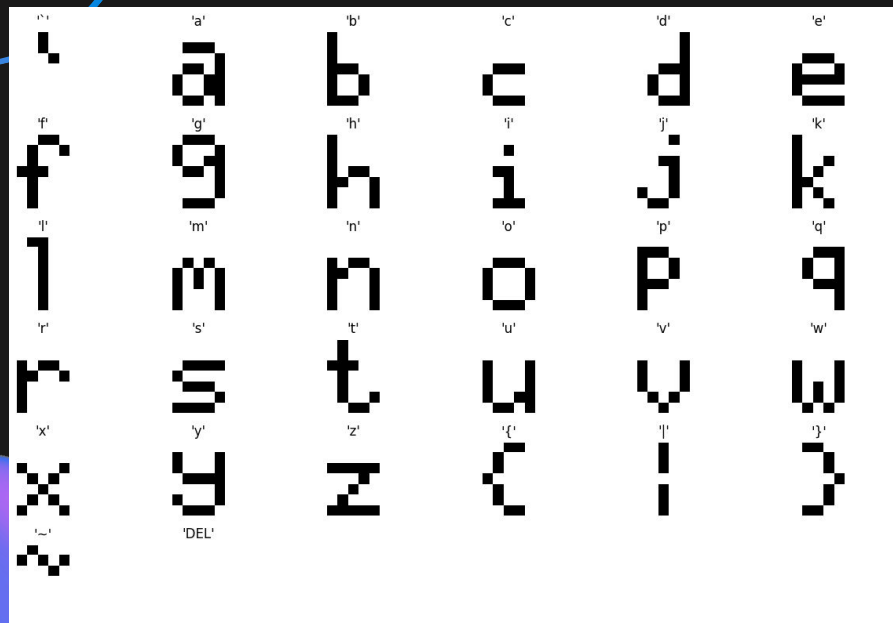 '`' 'a' 'b' 'c' 'd' 'e'
` a b c d e
'f' 'g' 'h' 'i' 'j' 'k'
f g h i j k
'l' 'm' 'n' 'o' 'p' 'q'
l m n o p q
'r' 's' 't' 'u' 'v' 'w'
r s t u v w
'x' 'y' 'z' '{' '|' '}'
x y z { | }
'~' 'DEL'
~